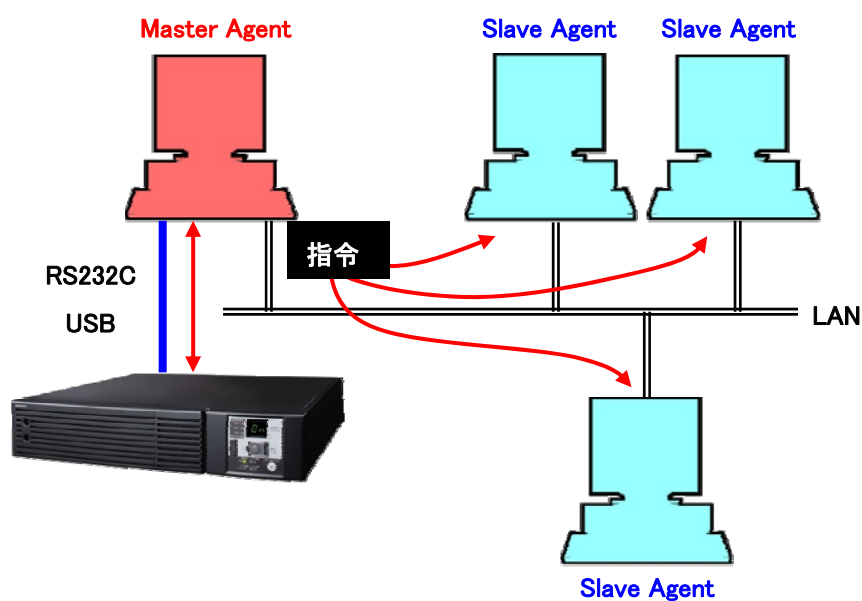 Master Agent
Slave Agent
Slave Agent
指令
RS232C
USB
LAN
Slave Agent